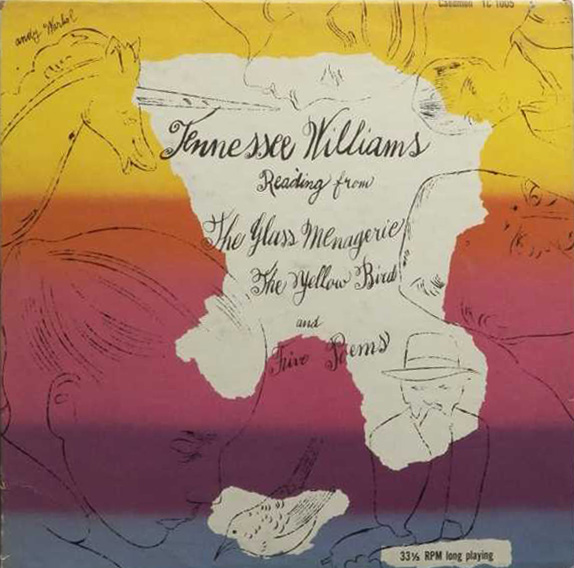 Caedmon TC 1005
andy Warhol
Tennessee Williams
Reading from
The Glass Menagerie
The Yellow Bird
and
Five Poems
33⅓ RPM long playing